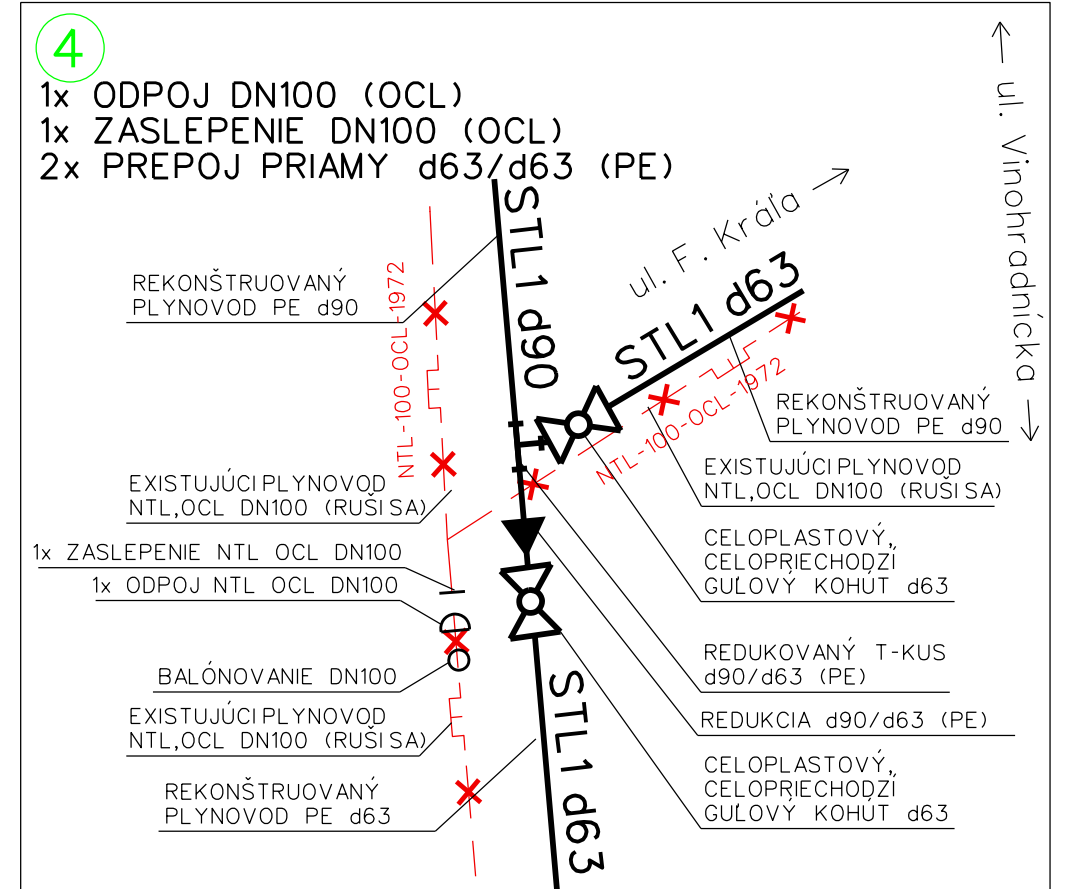 4
1x ODPOJ DN100 (OCL)
1x ZASLEPENIE DN100 (OCL)
2x PREPOJ PRIAMY d63/d63 (PE)
ul. Vinohradnícka
ul. F. Kráľa
STL1 d90
STL1 d63
NTL-100-OCL-1972
NTL-100-OCL-1972
REKONŠTRUOVANÝ
PLYNOVOD PE d90
EXISTUJÚCI PLYNOVOD
NTL,OCL DN100 (RUŠI SA)
1x ZASLEPENIE NTL OCL DN100
1x ODPOJ NTL OCL DN100
BALÓNOVANIE DN100
EXISTUJÚCI PLYNOVOD
NTL,OCL DN100 (RUŠI SA)
REKONŠTRUOVANÝ
PLYNOVOD PE d63
REKONŠTRUOVANÝ
PLYNOVOD PE d90
EXISTUJÚCI PLYNOVOD
NTL,OCL DN100 (RUŠI SA)
CELOPLASTOVÝ,
CELOPRIECHODZÍ
GUĽOVÝ KOHÚT d63
REDUKOVANÝ T-KUS
d90/d63 (PE)
REDUKCIA d90/d63 (PE)
CELOPLASTOVÝ,
CELOPRIECHODZÍ
GUĽOVÝ KOHÚT d63
STL1 d63